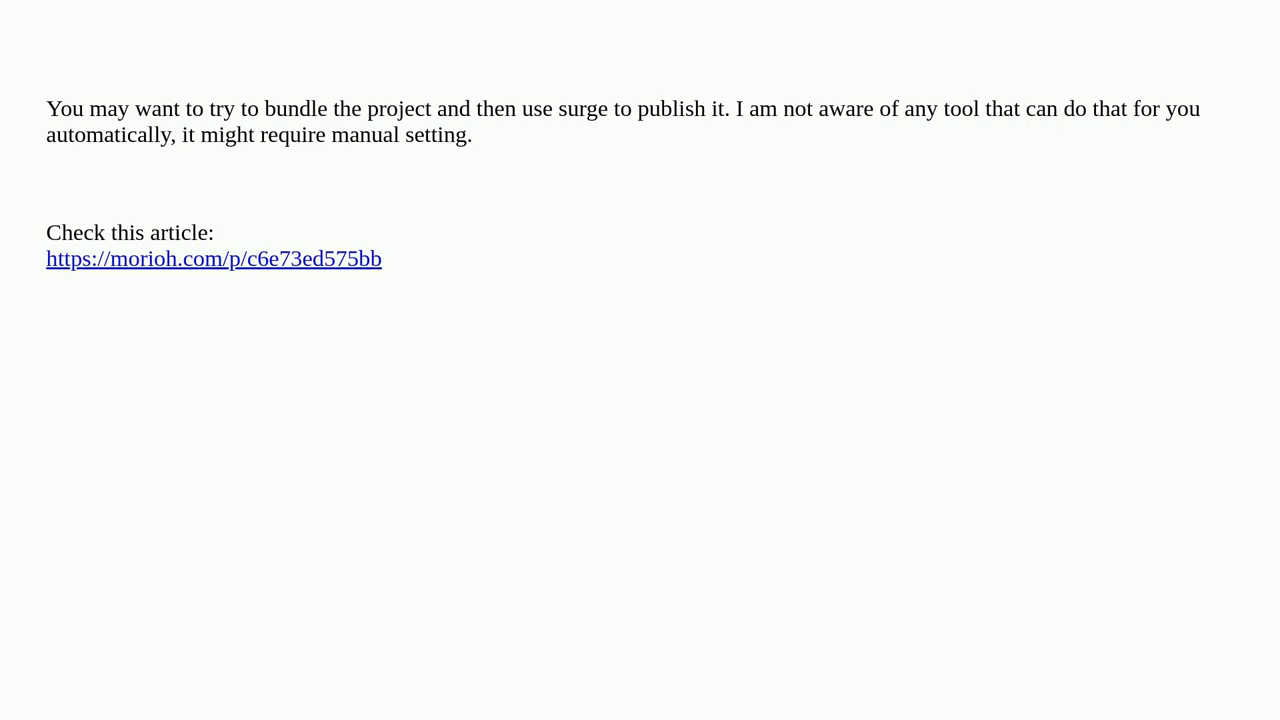 You may want to try to bundle the project and then use surge to publish it. I am not aware of any tool that can do that for you
automatically, it might require manual setting.
Check this article:
https://morioh.com/p/c6e73ed575bb